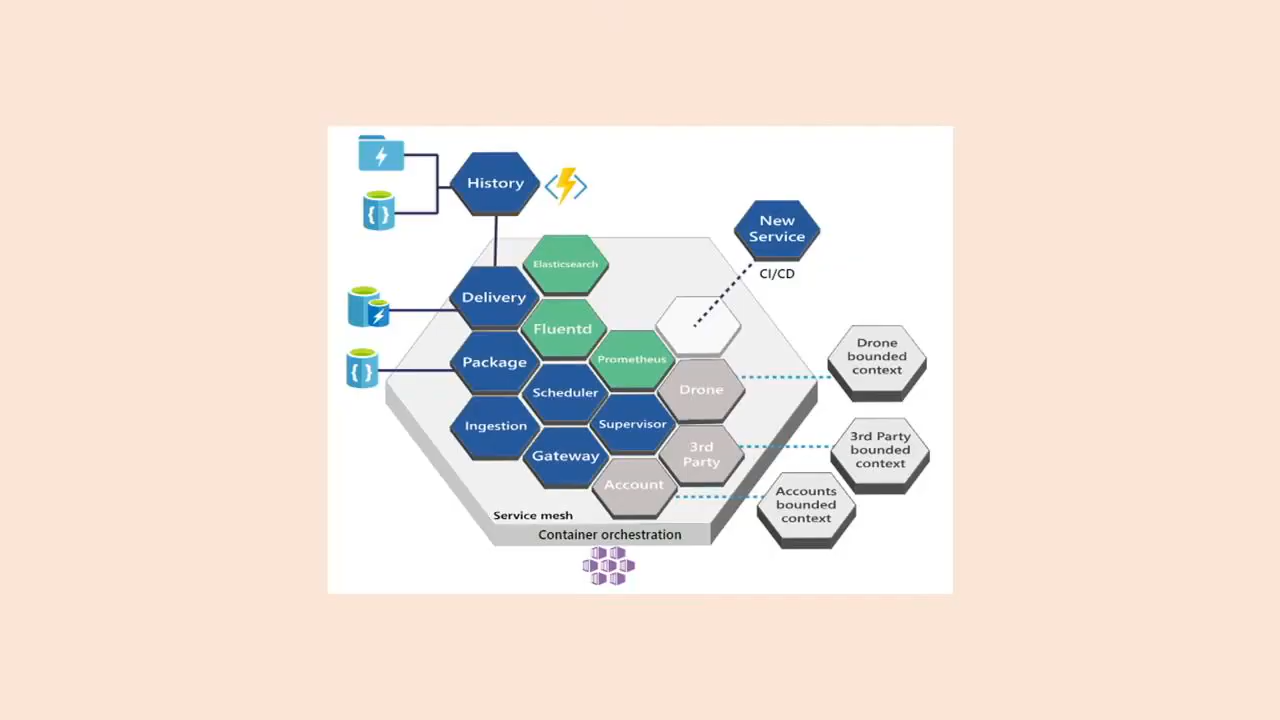 History
New
Service
CI/CD
Elasticsearch
Delivery
Fluentd
Prometheus
Package
Scheduler
Drone
Drone
bounded
context
Ingestion
Supervisor
Gateway
3rd
Party
3rd Party
bounded
context
Account
Accounts
bounded
context
Service mesh
Container orchestration